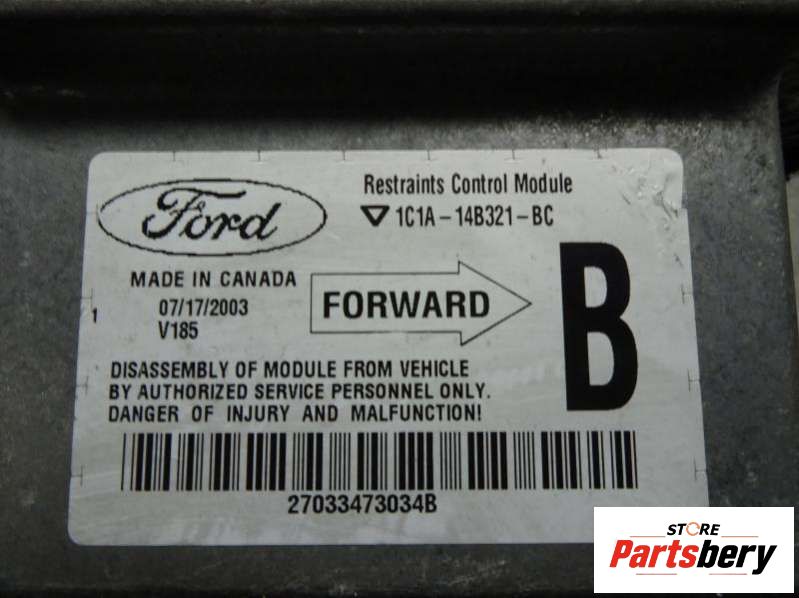 Ford
Restraints Control Module
1C1A-14B321-BC
MADE IN CANADA
07/17/2003
V185
1
FORWARD
B
DISASSEMBLY OF MODULE FROM VEHICLE
BY AUTHORIZED SERVICE PERSONNEL ONLY.
DANGER OF INJURY AND MALFUNCTION!
27033473034B
STORE
Partsbery